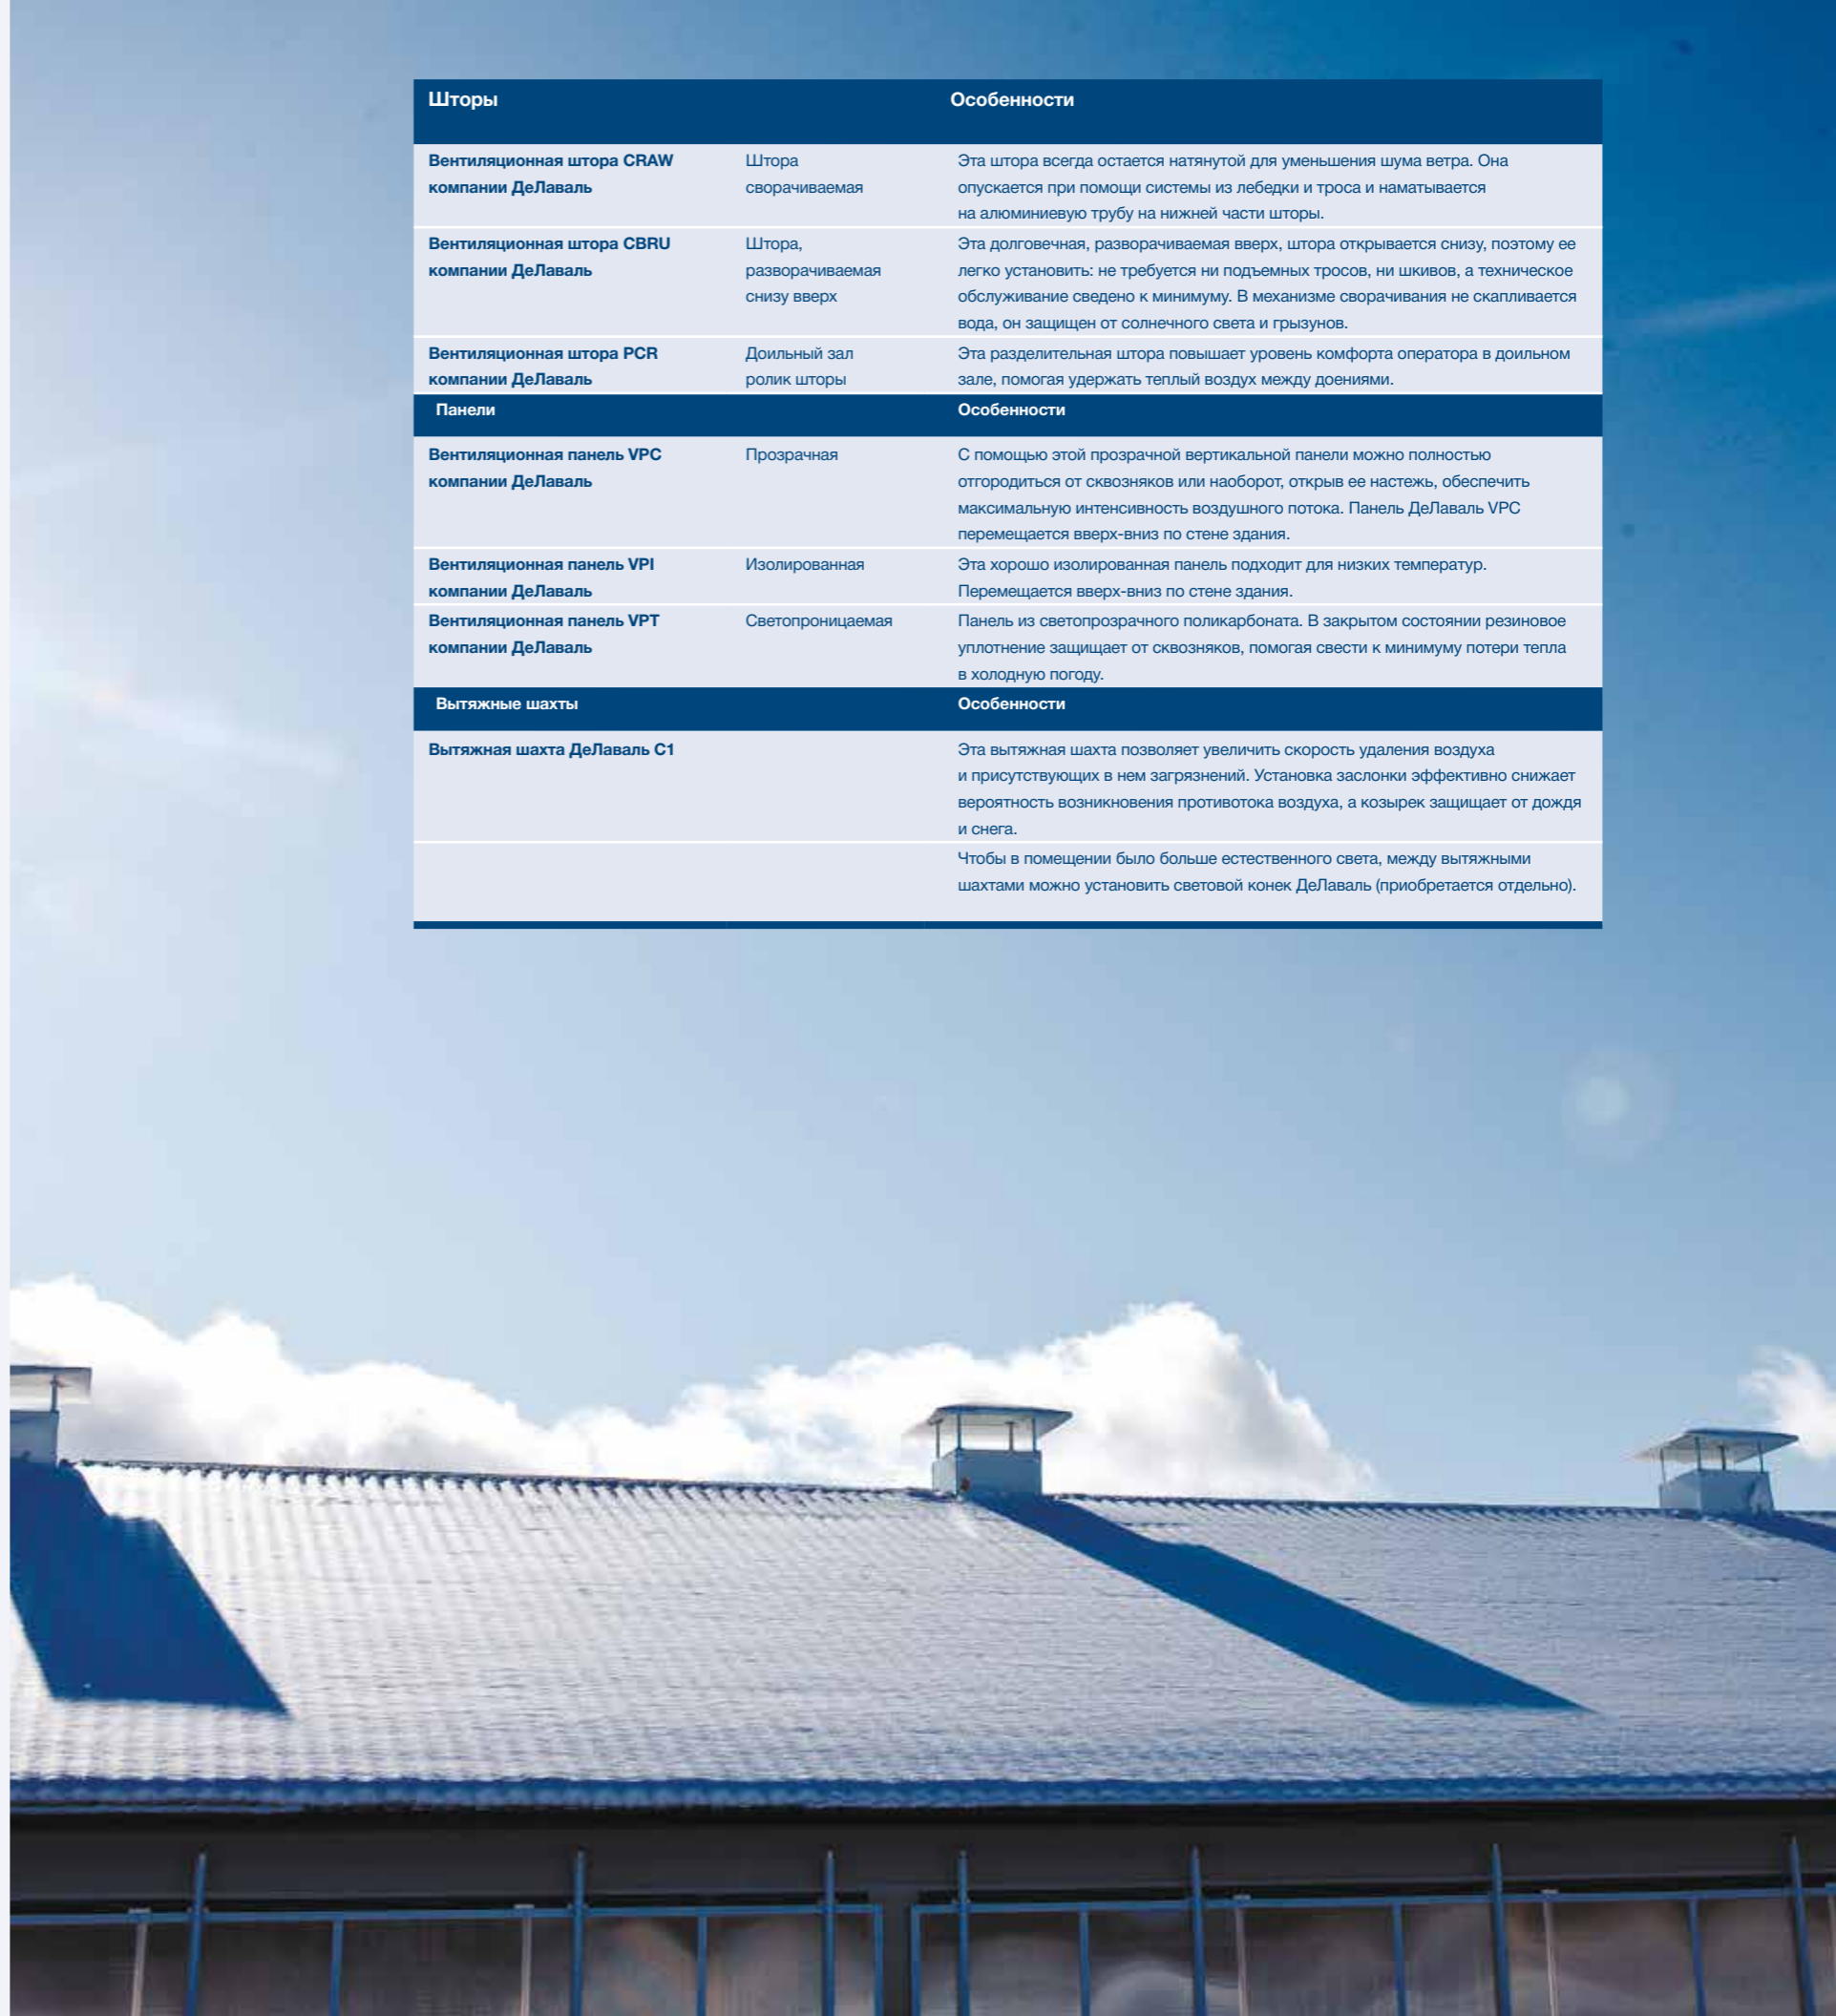 Шторы Особенности
Вентиляционная штора CRAW
компании ДеЛаваль
Штора
сворачиваемая
Эта штора всегда остается натянутой для уменьшения шума ветра. Она
опускается при помощи системы из лебедки и троса и наматывается
на алюминиевую трубу на нижней части шторы.
Вентиляционная штора CBRU
компании ДеЛаваль
Штора,
разворачиваемая
снизу вверх
Эта долговечная, разворачиваемая вверх, штора открывается снизу, поэтому ее
легко установить: не требуется ни подъемных тросов, ни шкивов, а техническое
обслуживание сведено к минимуму. В механизме сворачивания не скапливается
вода, он защищен от солнечного света и грызунов.
Вентиляционная штора PCR
компании ДеЛаваль
Доильный зал
ролик шторы
Эта разделительная штора повышает уровень комфорта оператора в доильном
зале, помогая удержать теплый воздух между доениями.
Панели Особенности
Вентиляционная панель VPC
компании ДеЛаваль
Прозрачная
С помощью этой прозрачной вертикальной панели можно полностью
отгородиться от сквозняков или наоборот, открыв ее настежь, обеспечить
максимальную интенсивность воздушного потока. Панель ДеЛаваль VPC
перемещается вверх-вниз по стене здания.
Вентиляционная панель VPI
компании ДеЛаваль
Изолированная
Эта хорошо изолированная панель подходит для низких температур.
Перемещается вверх-вниз по стене здания.
Вентиляционная панель VPT
компании ДеЛаваль
Светопроницаемая
Панель из светопрозрачного поликарбоната. В закрытом состоянии резиновое
уплотнение защищает от сквозняков, помогая свести к минимуму потери тепла
в холодную погоду.
Вытяжные шахты Особенности
Вытяжная шахта ДеЛаваль C1
Эта вытяжная шахта позволяет увеличить скорость удаления воздуха
и присутствующих в нем загрязнений. Установка заслонки эффективно снижает
вероятность возникновения противотока воздуха, а козырек защищает от дождя
и снега.
Чтобы в помещении было больше естественного света, между вытяжными
шахтами можно установить световой конек ДеЛаваль (приобретается отдельно).